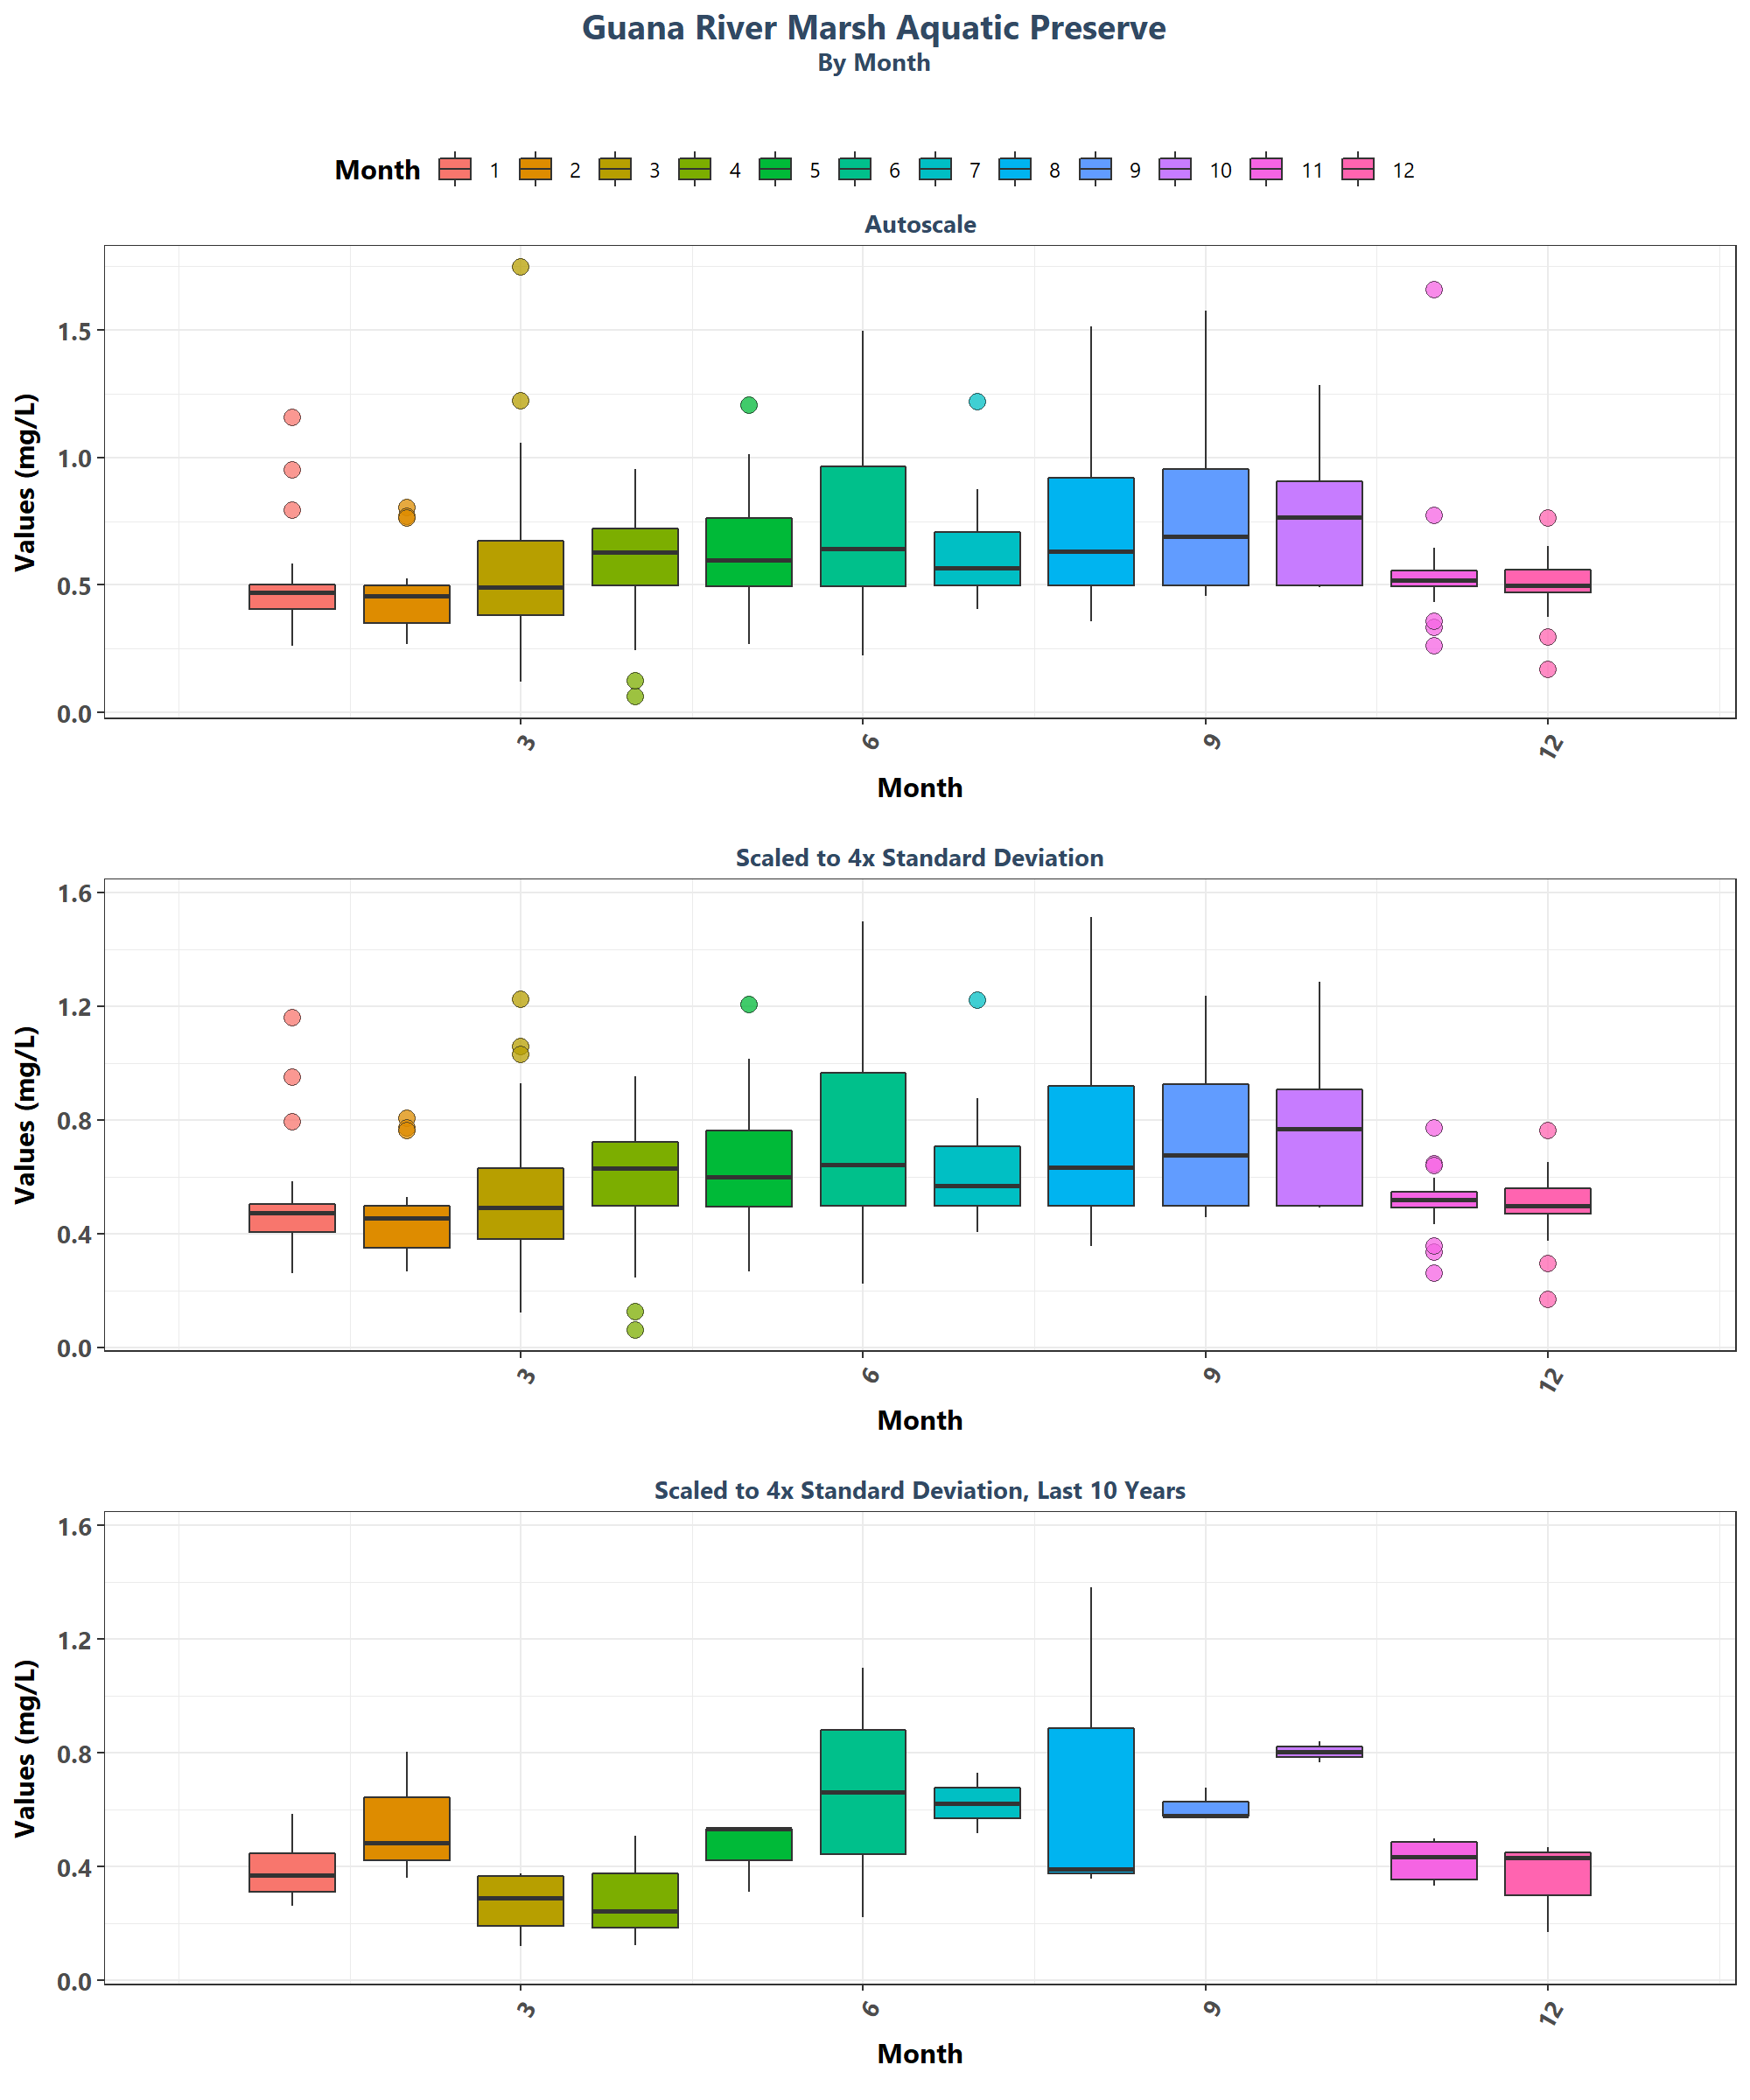 Guana River Marsh Aquatic Preserve
By Month
Month 1 2 3 4 5 6 7 8 9 10 11 12
Autoscale
Values (mg/L)
1.5
1.0
0.5
0.0
3 6 9 12
Month
Scaled to 4x Standard Deviation
Values (mg/L)
1.6
1.2
0.8
0.4
0.0
3 6 9 12
Month
Scaled to 4x Standard Deviation, Last 10 Years
Values (mg/L)
1.6
1.2
0.8
0.4
0.0
3 6 9 12
Month